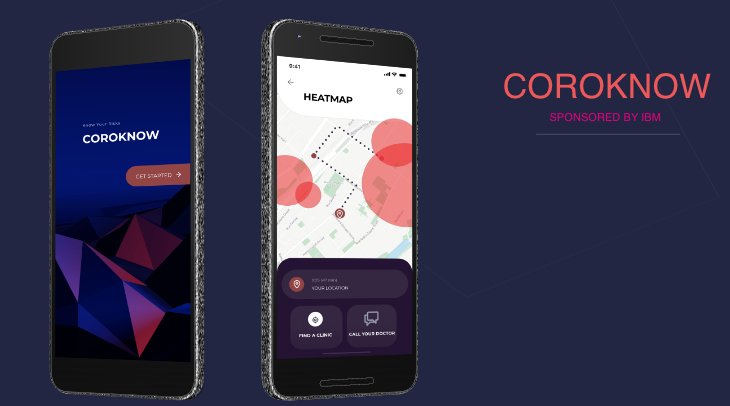 Know Your Risks
COROKNOW
GET STARTED
9:41
HEATMAP
YOUR LOCATION
FIND A CLINIC
CALL YOUR DOCTOR
COROKNOW
SPONSORED BY IBM